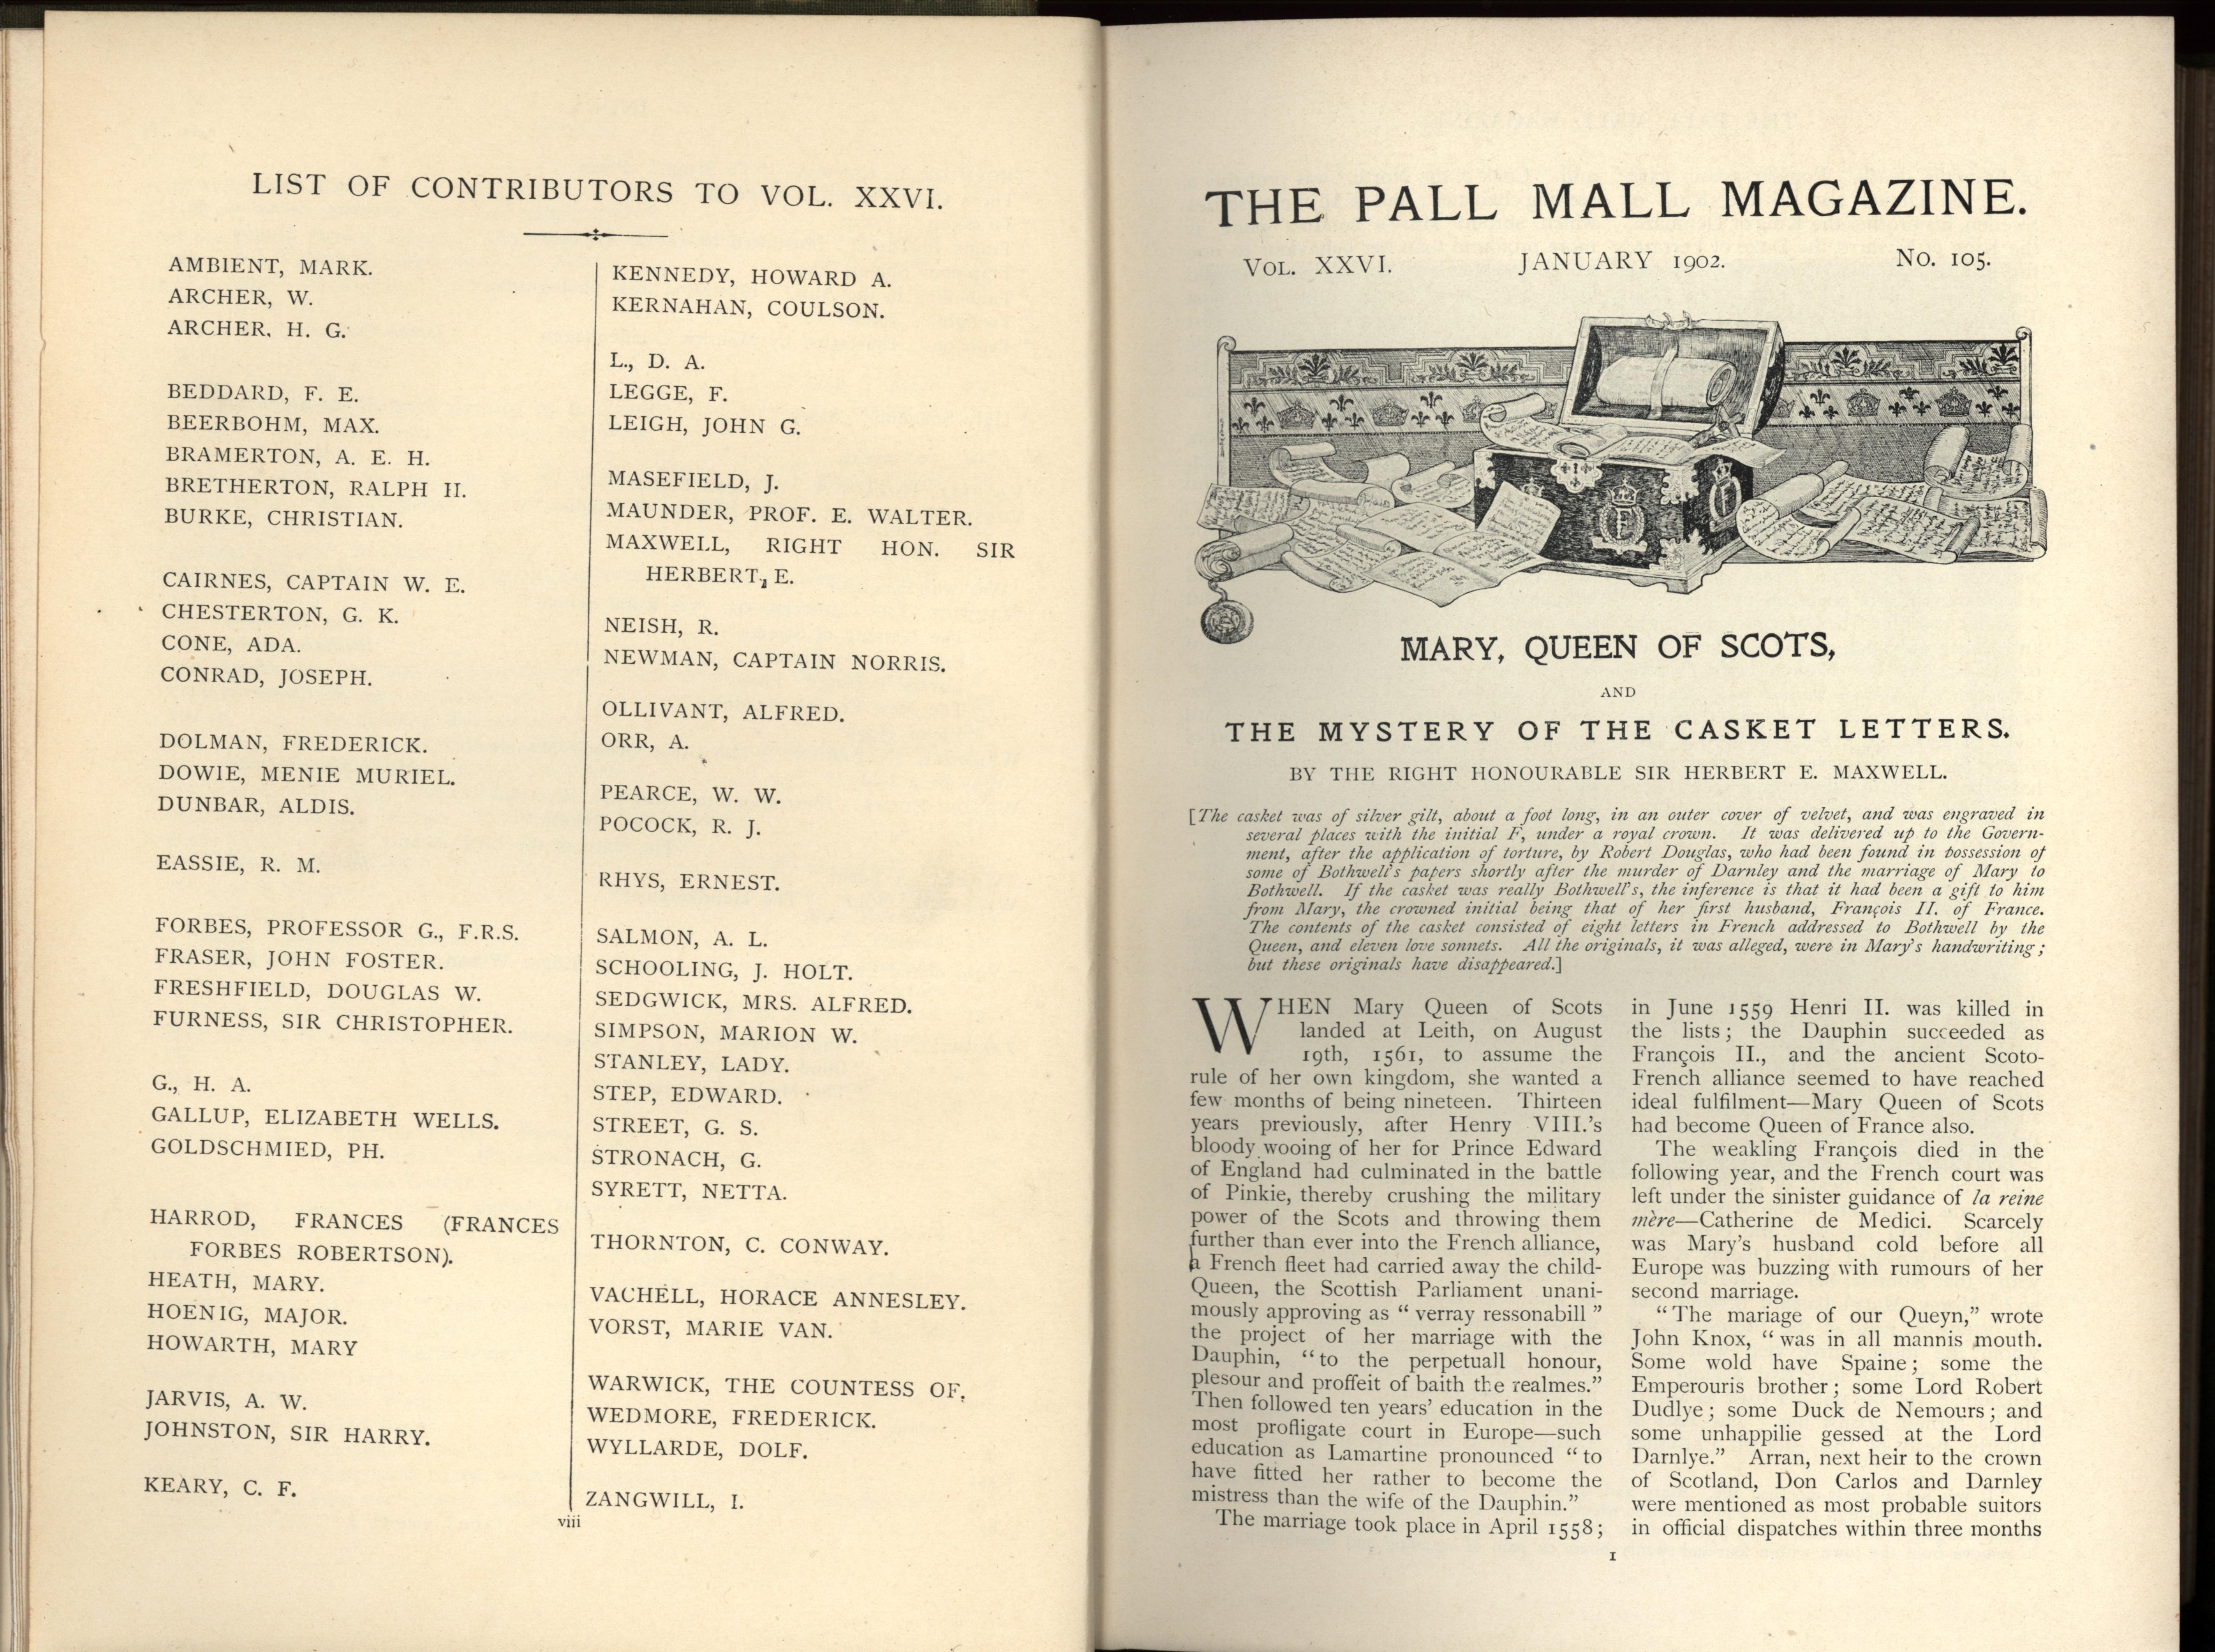 LIST OF CONTRIBUTORS TO VOL. XXVI.
AMBIENT, MARK.
ARCHER, W.
ARCHER, H. G.
BEDDARD, F. E.
BEERBOHM, MAX.
BRAMERTON, A. E. H.
BRETHERTON, RALPH H.
BURKE, CHRISTIAN.
CAIRNES, CAPTAIN W. E.
CHESTERTON, G. K.
CONE, ADA.
CONRAD, JOSEPH.
DOLMAN, FREDERICK.
DOWIE, MENIE MURIEL.
DUNBAR, ALDIS.
EASSIE, R. M.
FORBES, PROFESSOR G., F.R.S.
FRASER, JOHN FOSTER.
FRESHFIELD, DOUGLAS W.
FURNESS, SIR CHRISTOPHER.
G., H. A.
GALLUP, ELIZABETH WELLS.
GOLDSCHMIED, PH.
HARROD, FRANCES (FRANCES
FORBES ROBERTSON).
HEATH, MARY.
HOENIG, MAJOR.
HOWARTH, MARY
JARVIS, A. W.
JOHNSTON, SIR HARRY.
KEARY, C. F.
KENNEDY, HOWARD A.
KERNAHAN, COULSON.
L., D. A.
LEGGE, F.
LEIGH, JOHN G.
MASEFIELD, J.
MAUNDER, PROF. E. WALTER.
MAXWELL, RIGHT HON. SIR
HERBERT, E.
NEISH, R.
NEWMAN, CAPTAIN NORRIS.
OLLIVANT, ALFRED.
ORR, A.
PEARCE, W. W.
POCOCK, R. J.
RHYS, ERNEST.
SALMON, A. L.
SCHOOLING, J. HOLT.
SEDGWICK, MRS. ALFRED.
SIMPSON, MARION W.
STANLEY, LADY.
STEP, EDWARD.
STREET, G. S.
STRONACH, G.
SYRETT, NETTA.
THORNTON, C. CONWAY.
VACHELL, HORACE ANNESLEY.
VORST, MARIE VAN.
WARWICK, THE COUNTESS OF.
WEDMORE, FREDERICK.
WYLLARDE, DOLF.
ZANGWILL, I.
viii
THE PALL MALL MAGAZINE.
VOL. XXVI. JANUARY 1902. No. 105.
F
F
MARY, QUEEN OF SCOTS,
AND
THE MYSTERY OF THE CASKET LETTERS.
BY THE RIGHT HONOURABLE SIR HERBERT E. MAXWELL.
[The casket was of silver gilt, about a foot long, in an outer cover of velvet, and was engraved in
several places with the initial F, under a royal crown. It was delivered up to the Govern-
ment, after the application of torture, by Robert Douglas, who had been found in possession of
some of Bothwell's papers shortly after the murder of Darnley and the marriage of Mary to
Bothwell. If the casket was really Bothwell's, the inference is that it had been a gift to him
from Mary, the crowned initial being that of her first husband, François II. of France.
The contents of the casket consisted of eight letters in French addressed to Bothwell by the
Queen, and eleven love sonnets. All the originals, it was alleged, were in Mary's handwriting;
but these originals have disappeared.]
WHEN Mary Queen of Scots
landed at Leith, on August
19th, 1561, to assume the
rule of her own kingdom, she wanted a
few months of being nineteen. Thirteen
years previously, after Henry VIII.'s
bloody wooing of her for Prince Edward
of England had culminated in the battle
of Pinkie, thereby crushing the military
power of the Scots and throwing them
further than ever into the French alliance,
a French fleet had carried away the child-
Queen, the Scottish Parliament unani-
mously approving as "verray ressonabill"
the project of her marriage with the
Dauphin, "to the perpetuall honour,
plesour and proffeit of baith the realmes."
Then followed ten years' education in the
most profligate court in Europe—such
education as Lamartine pronounced "to
have fitted her rather to become the
mistress than the wife of the Dauphin."
The marriage took place in April 1558;
in June 1559 Henri II. was killed in
the lists; the Dauphin succeeded as
François II., and the ancient Scoto-
French alliance seemed to have reached
ideal fulfilment—Mary Queen of Scots
had become Queen of France also.
The weakling François died in the
following year, and the French court was
left under the sinister guidance of la reine
mère—Catherine de Medici. Scarcely
was Mary's husband cold before all
Europe was buzzing with rumours of her
second marriage.
"The mariage of our Queyn," wrote
John Knox, "was in all mannis mouth.
Some wold have Spaine; some the
Emperouris brother; some Lord Robert
Dudlye; some Duck de Nemours; and
some unhappilie gessed at the Lord
Darnlye." Arran, next heir to the crown
of Scotland, Don Carlos and Darnley
were mentioned as most probable suitors
in official dispatches within three months
1